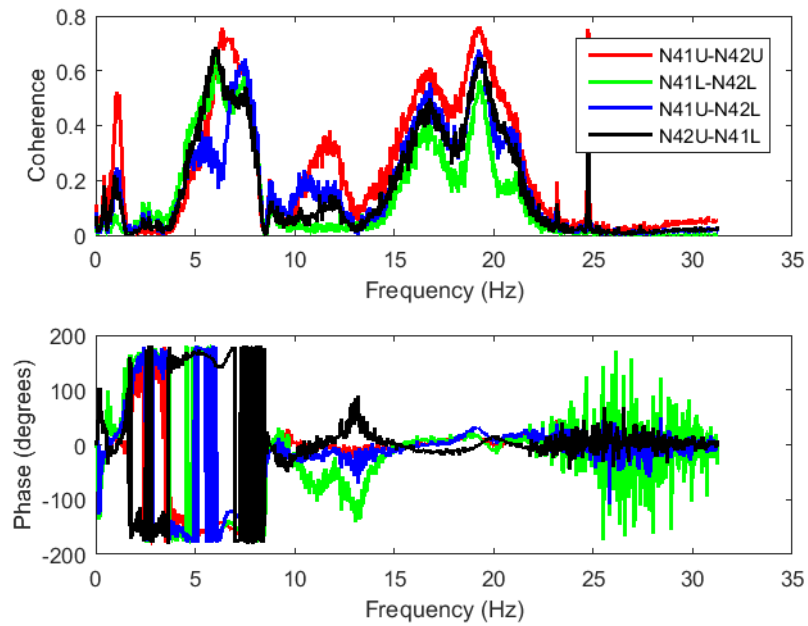 0.8
0.6
0.4
0.2
0
Coherence
N41U-N42U
N41L-N42L
N41U-N42L
N42U-N41L
0 5 10 15 20 25 30 35
Frequency (Hz)
200
100
0
-100
-200
Phase (degrees)
0 5 10 15 20 25 30 35
Frequency (Hz)